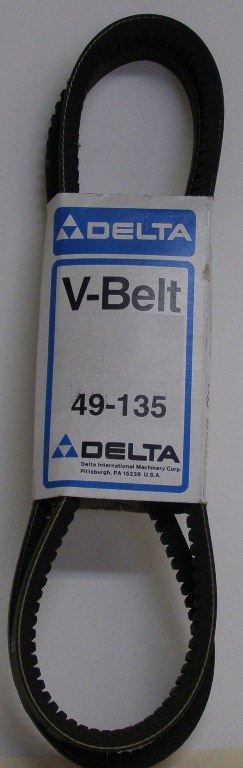 DELTA
V-Belt
49-135
DELTA
Delta International Machinery Corp.
Pittsburgh, PA 15238 U.S.A.